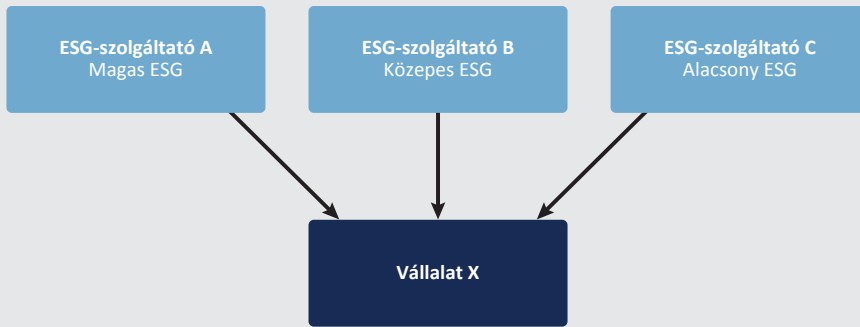 ESG-szolgáltató A
Magas ESG
ESG-szolgáltató B
Közepes ESG
ESG-szolgáltató C
Alacsony ESG
Vállalat X